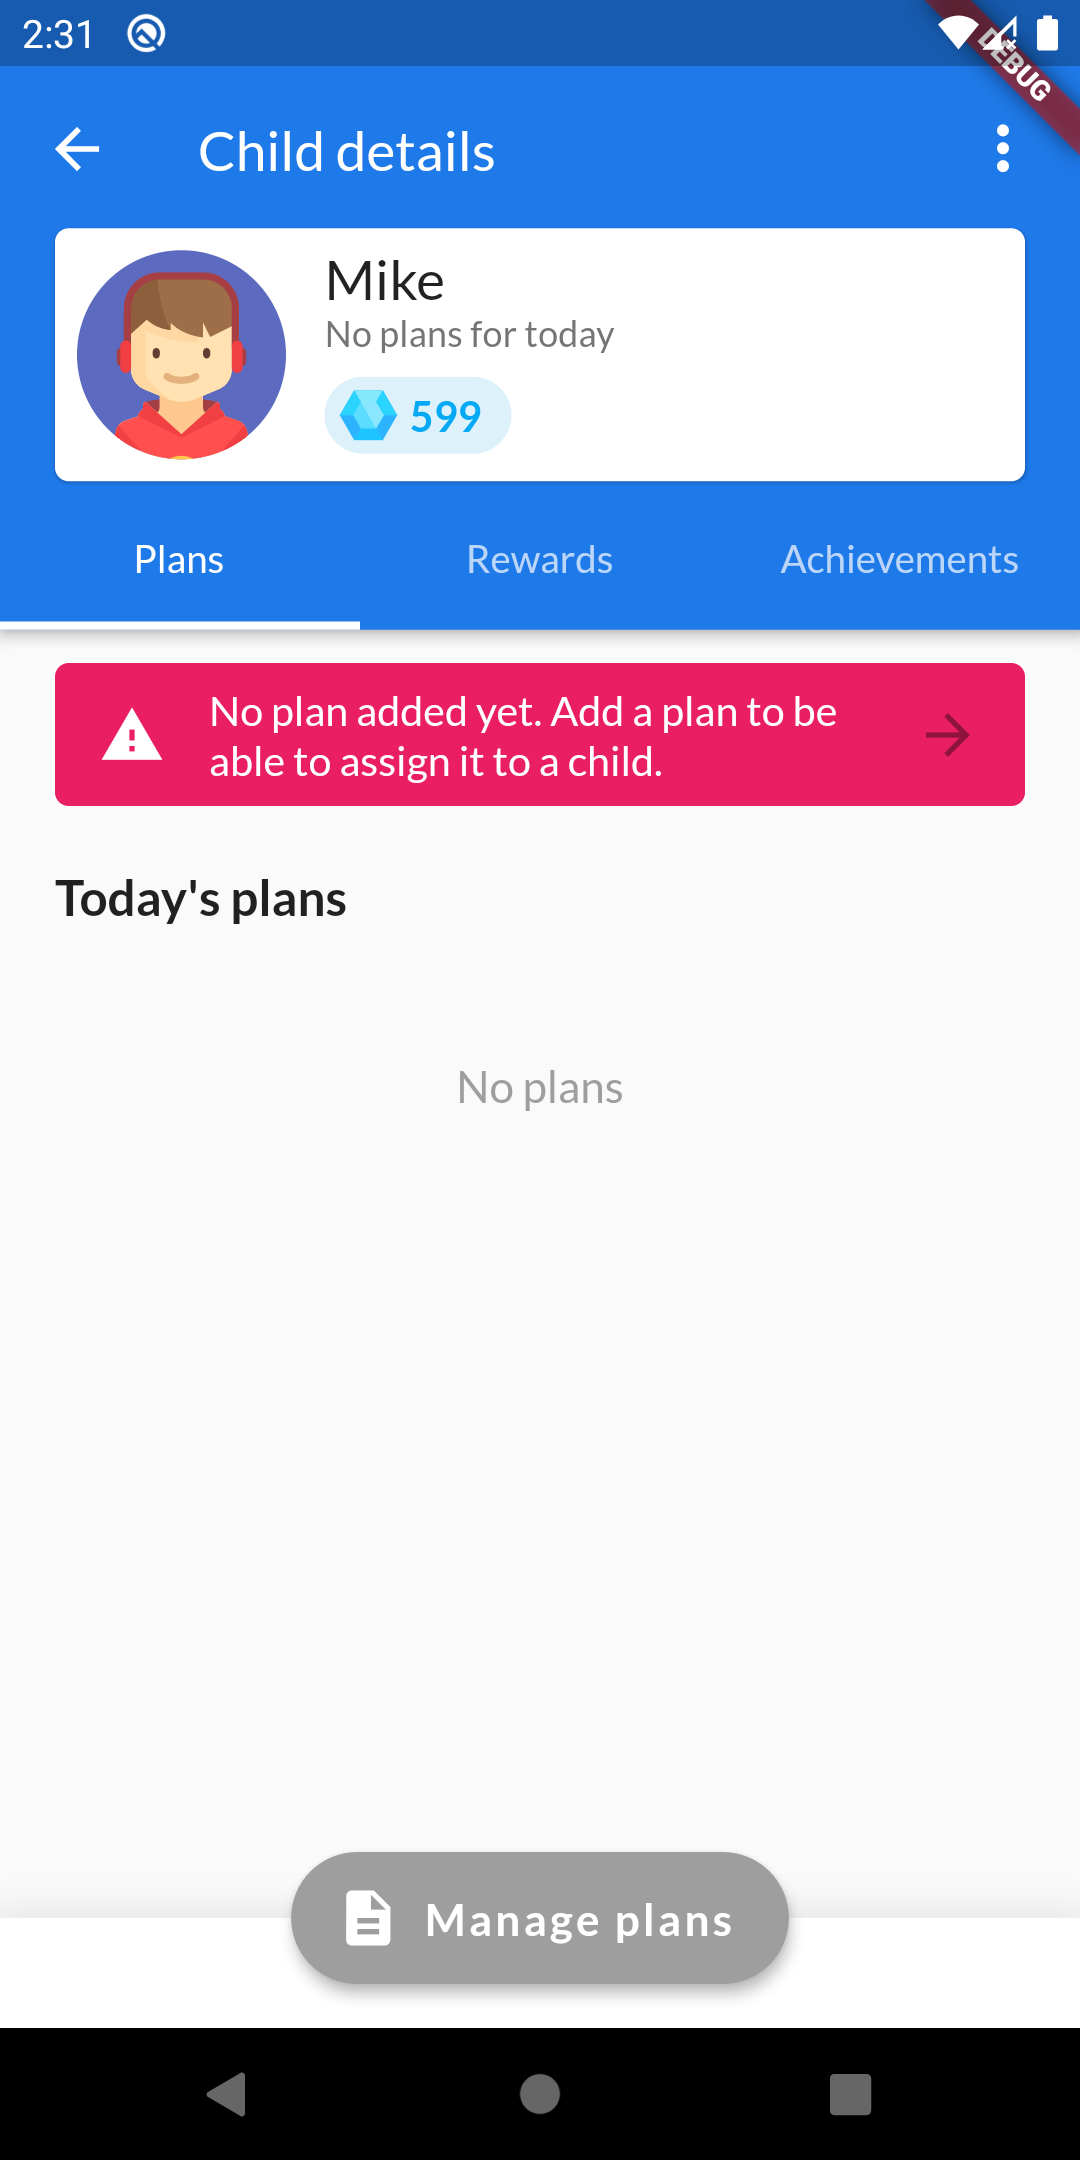 2:31
DEBUG
Child details
Mike
No plans for today
599
Plans
Rewards
Achievements
No plan added yet. Add a plan to be
able to assign it to a child.
Today's plans
No plans
Manage plans